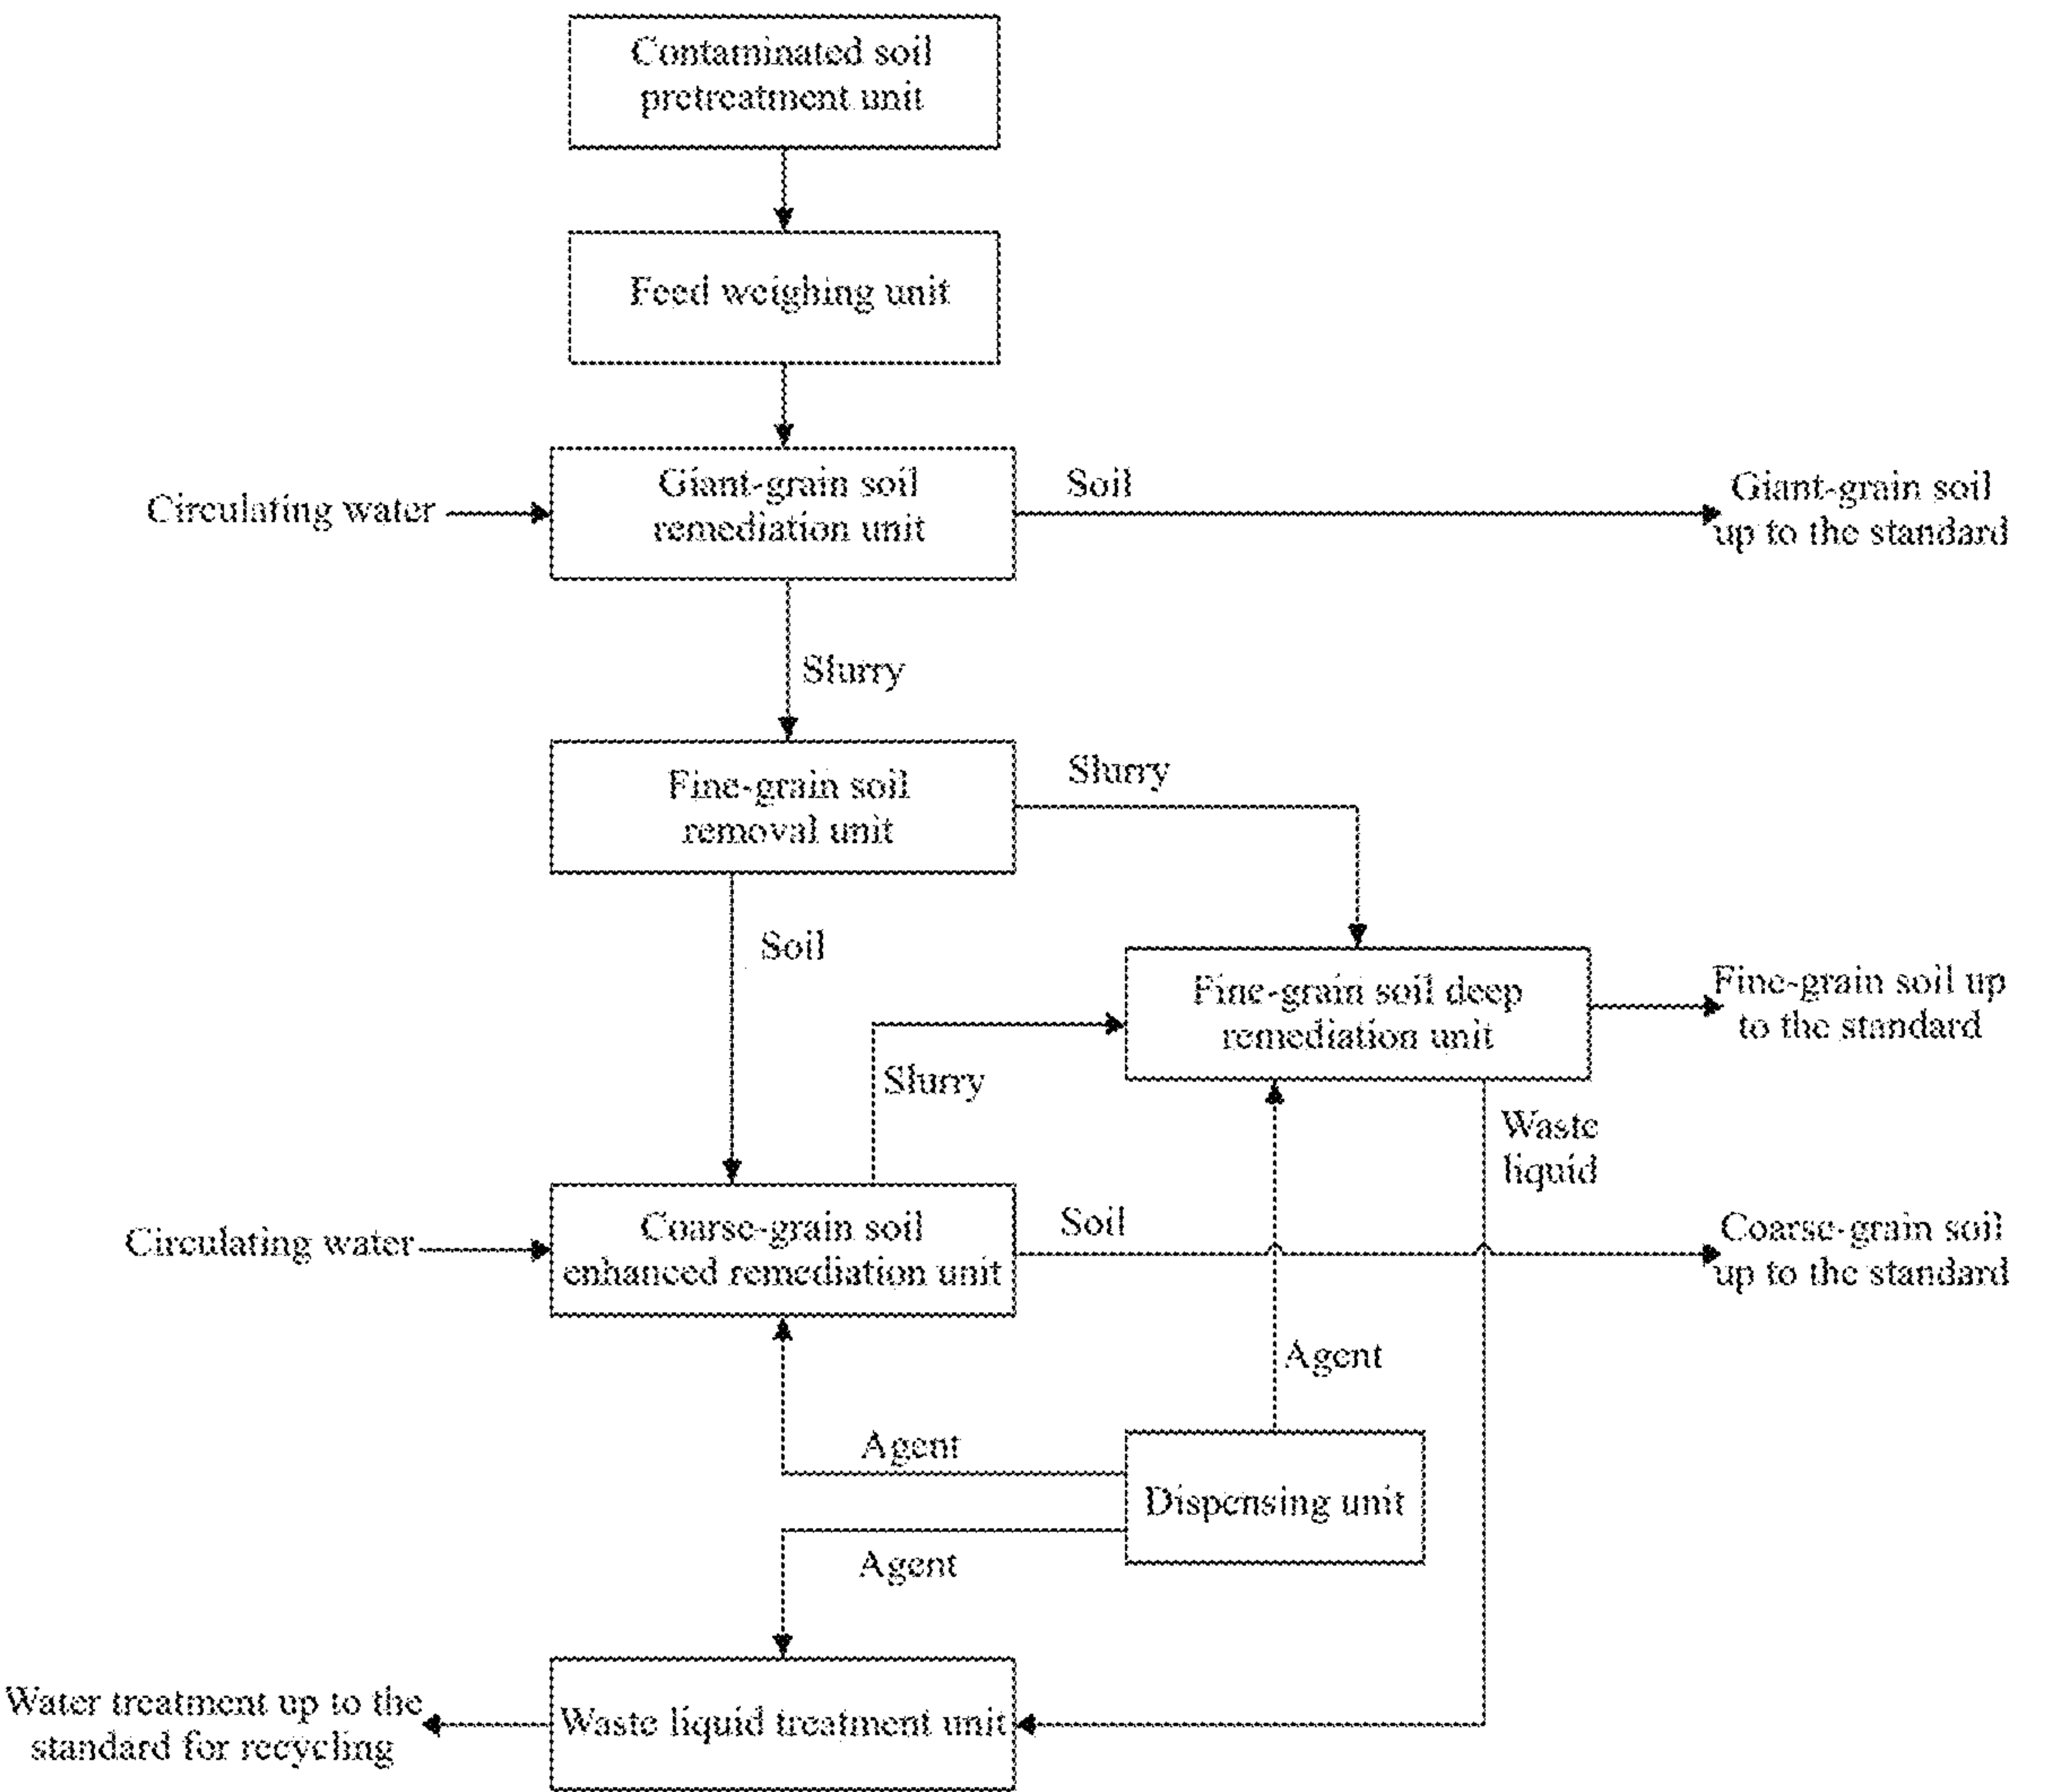 Contaminated soil
pretreatment unit
Feed weighing unit
Circulating water
Giant-grain soil
remediation unit
Soil
Giant-grain soil
up to the standard
Slurry
Fine-grain soil
removal unit
Slurry
Soil
Fine-grain soil deep
remediation unit
Fine-grain soil up
to the standard
Slurry
Waste
liquid
Circulating water
Coarse-grain soil
enhanced remediation unit
Soil
Coarse-grain soil
up to the standard
Agent
Agent
Dispensing unit
Agent
Water treatment up to the
standard for recycling
Waste liquid treatment unit